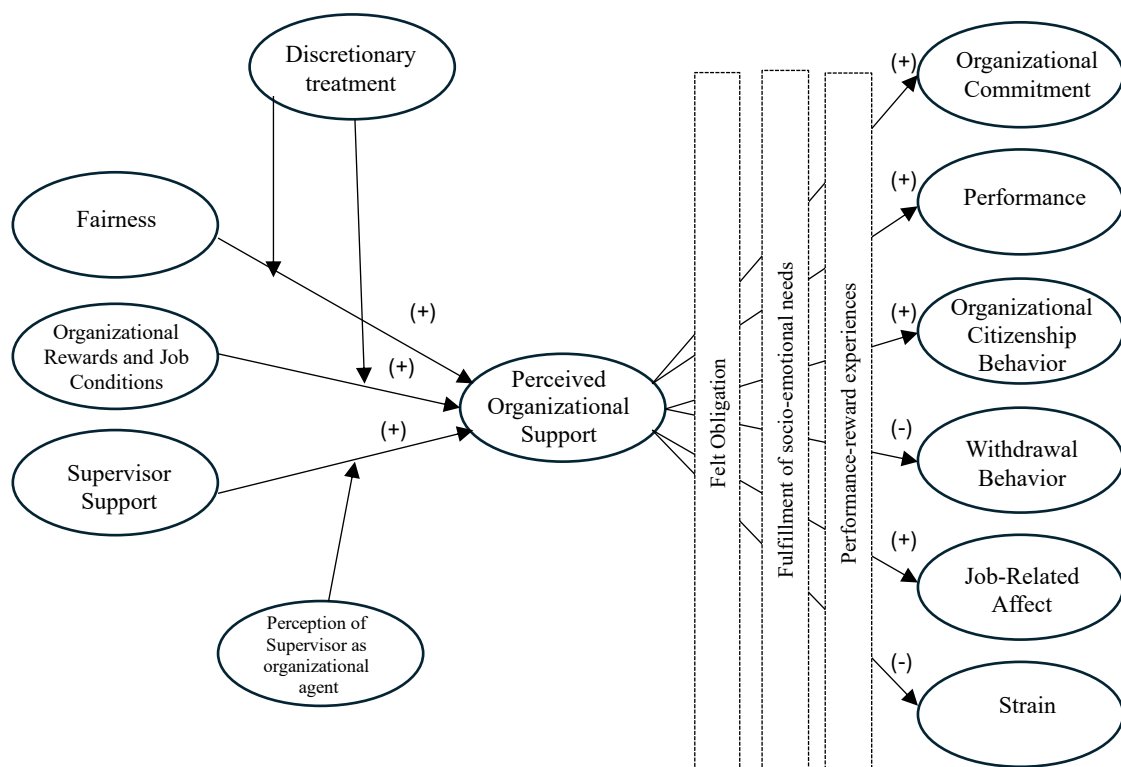 Discretionary
treatment
Fairness
(+)
Organizational
Rewards and Job
Conditions
(+)
Supervisor
Support
(+)
Perception of
Supervisor as
organizational
agent
Perceived
Organizational
Support
Felt Obligation
Fulfillment of socio-emotional needs
Performance-reward experiences
(+)
Organizational
Commitment
(+)
Performance
(+)
Organizational
Citizenship
Behavior
(-)
Withdrawal
Behavior
(+)
Job-Related
Affect
(-)
Strain